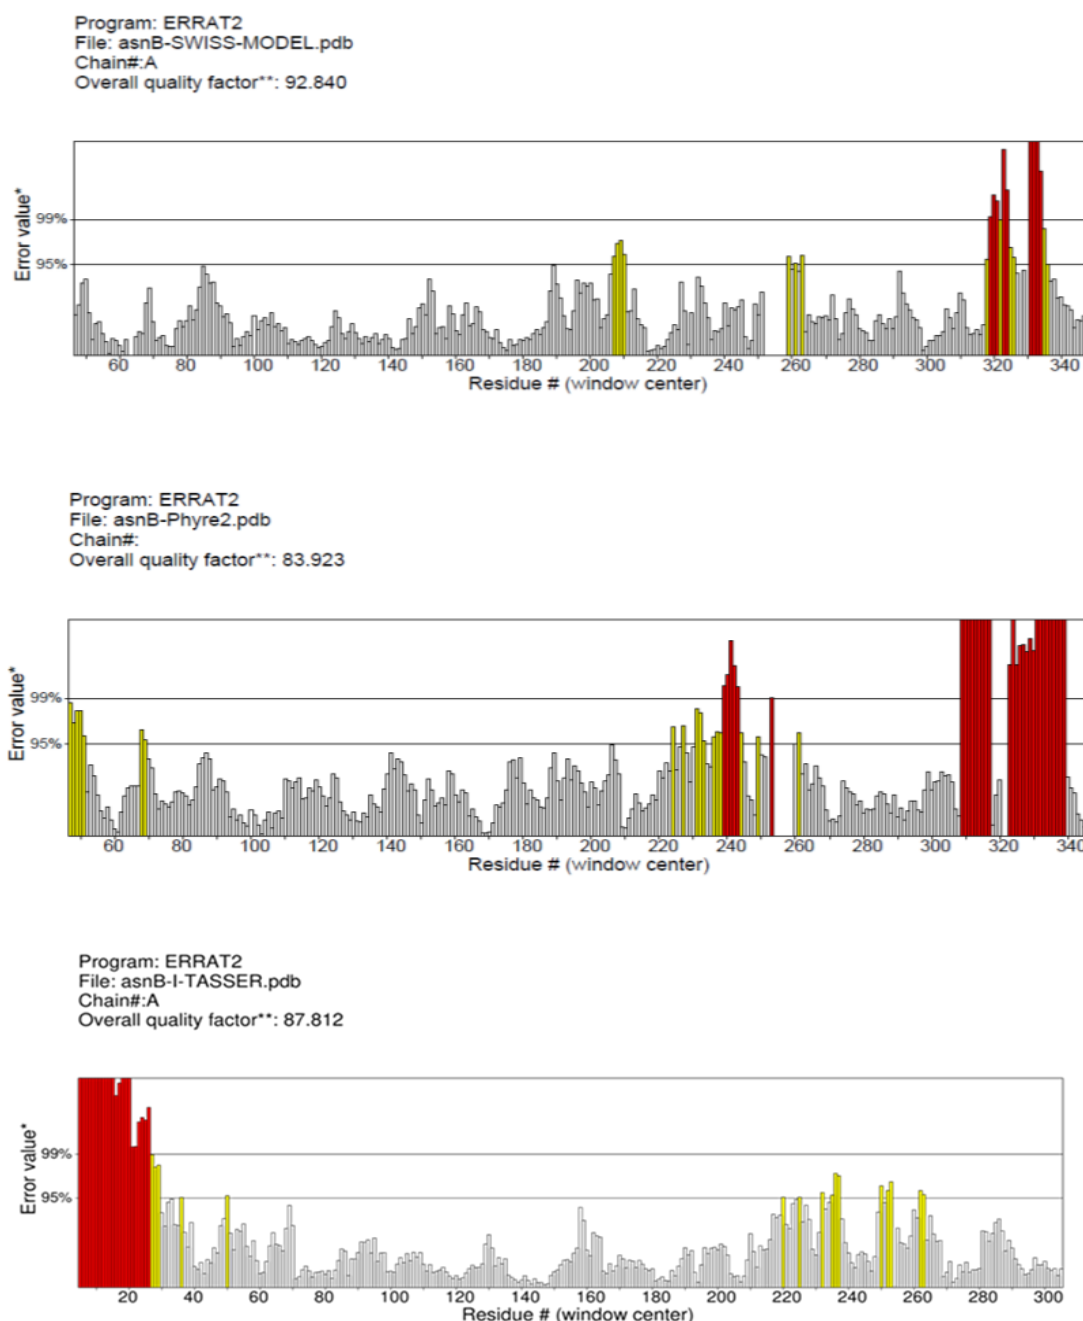 Program: ERRAT2
File: asnB-SWISS-MODEL.pdb
Chain#:A
Overall quality factor**: 92.840
Error value*
99%
95%
60 80 100 120 140 160 180 200 220 240 260 280 300 320 340
Residue # (window center)
Program: ERRAT2
File: asnB-Phyre2.pdb
Chain#:
Overall quality factor**: 83.923
Error value*
99%
95%
60 80 100 120 140 160 180 200 220 240 260 280 300 320 340
Residue # (window center)
Program: ERRAT2
File: asnB-I-TASSER.pdb
Chain#:A
Overall quality factor**: 87.812
Error value*
99%
95%
20 40 60 80 100 120 140 160 180 200 220 240 260 280 300
Residue # (window center)